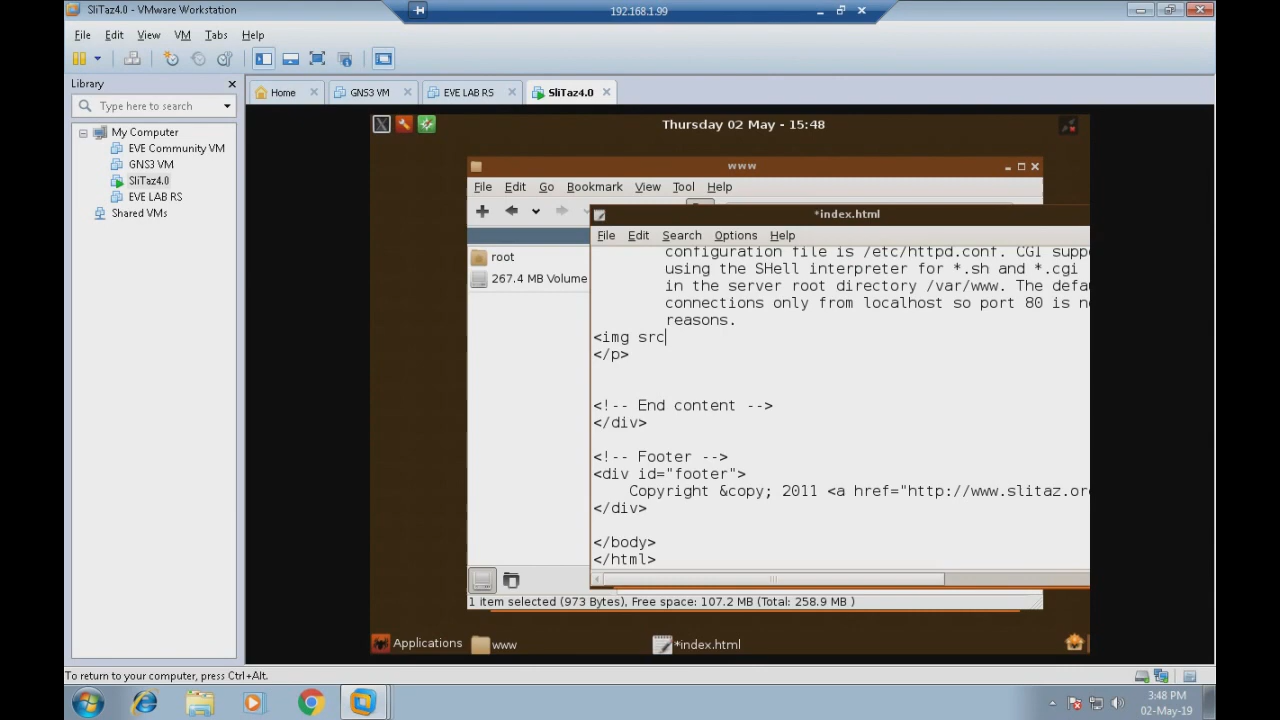 SliTaz4.0 - VMware Workstation
192.168.1.99
File Edit View VM Tabs Help
Library
Type here to search
My Computer
EVE Community VM
GNS3 VM
SliTaz4.0
EVE LAB RS
Shared VMs
Home GNS3 VM EVE LAB RS SliTaz4.0
Thursday 02 May - 15:48
www
File Edit Go Bookmark View Tool Help
root
267.4 MB Volume
*index.html
File Edit Search Options Help
configuration file is /etc/httpd.conf. CGI supp
using the SHell interpreter for *.sh and *.cgi
in the server root directory /var/www. The defa
connections only from localhost so port 80 is n
reasons.
<img src
</p>
<!-- End content -->
</div>
<!-- Footer -->
<div id="footer">
Copyright &copy; 2011 <a href="http://www.slitaz.or
</div>
</body>
</html>
1 item selected (973 Bytes), Free space: 107.2 MB (Total: 258.9 MB )
Applications www *index.html
To return to your computer, press Ctrl+Alt.
3:48 PM
02-May-19